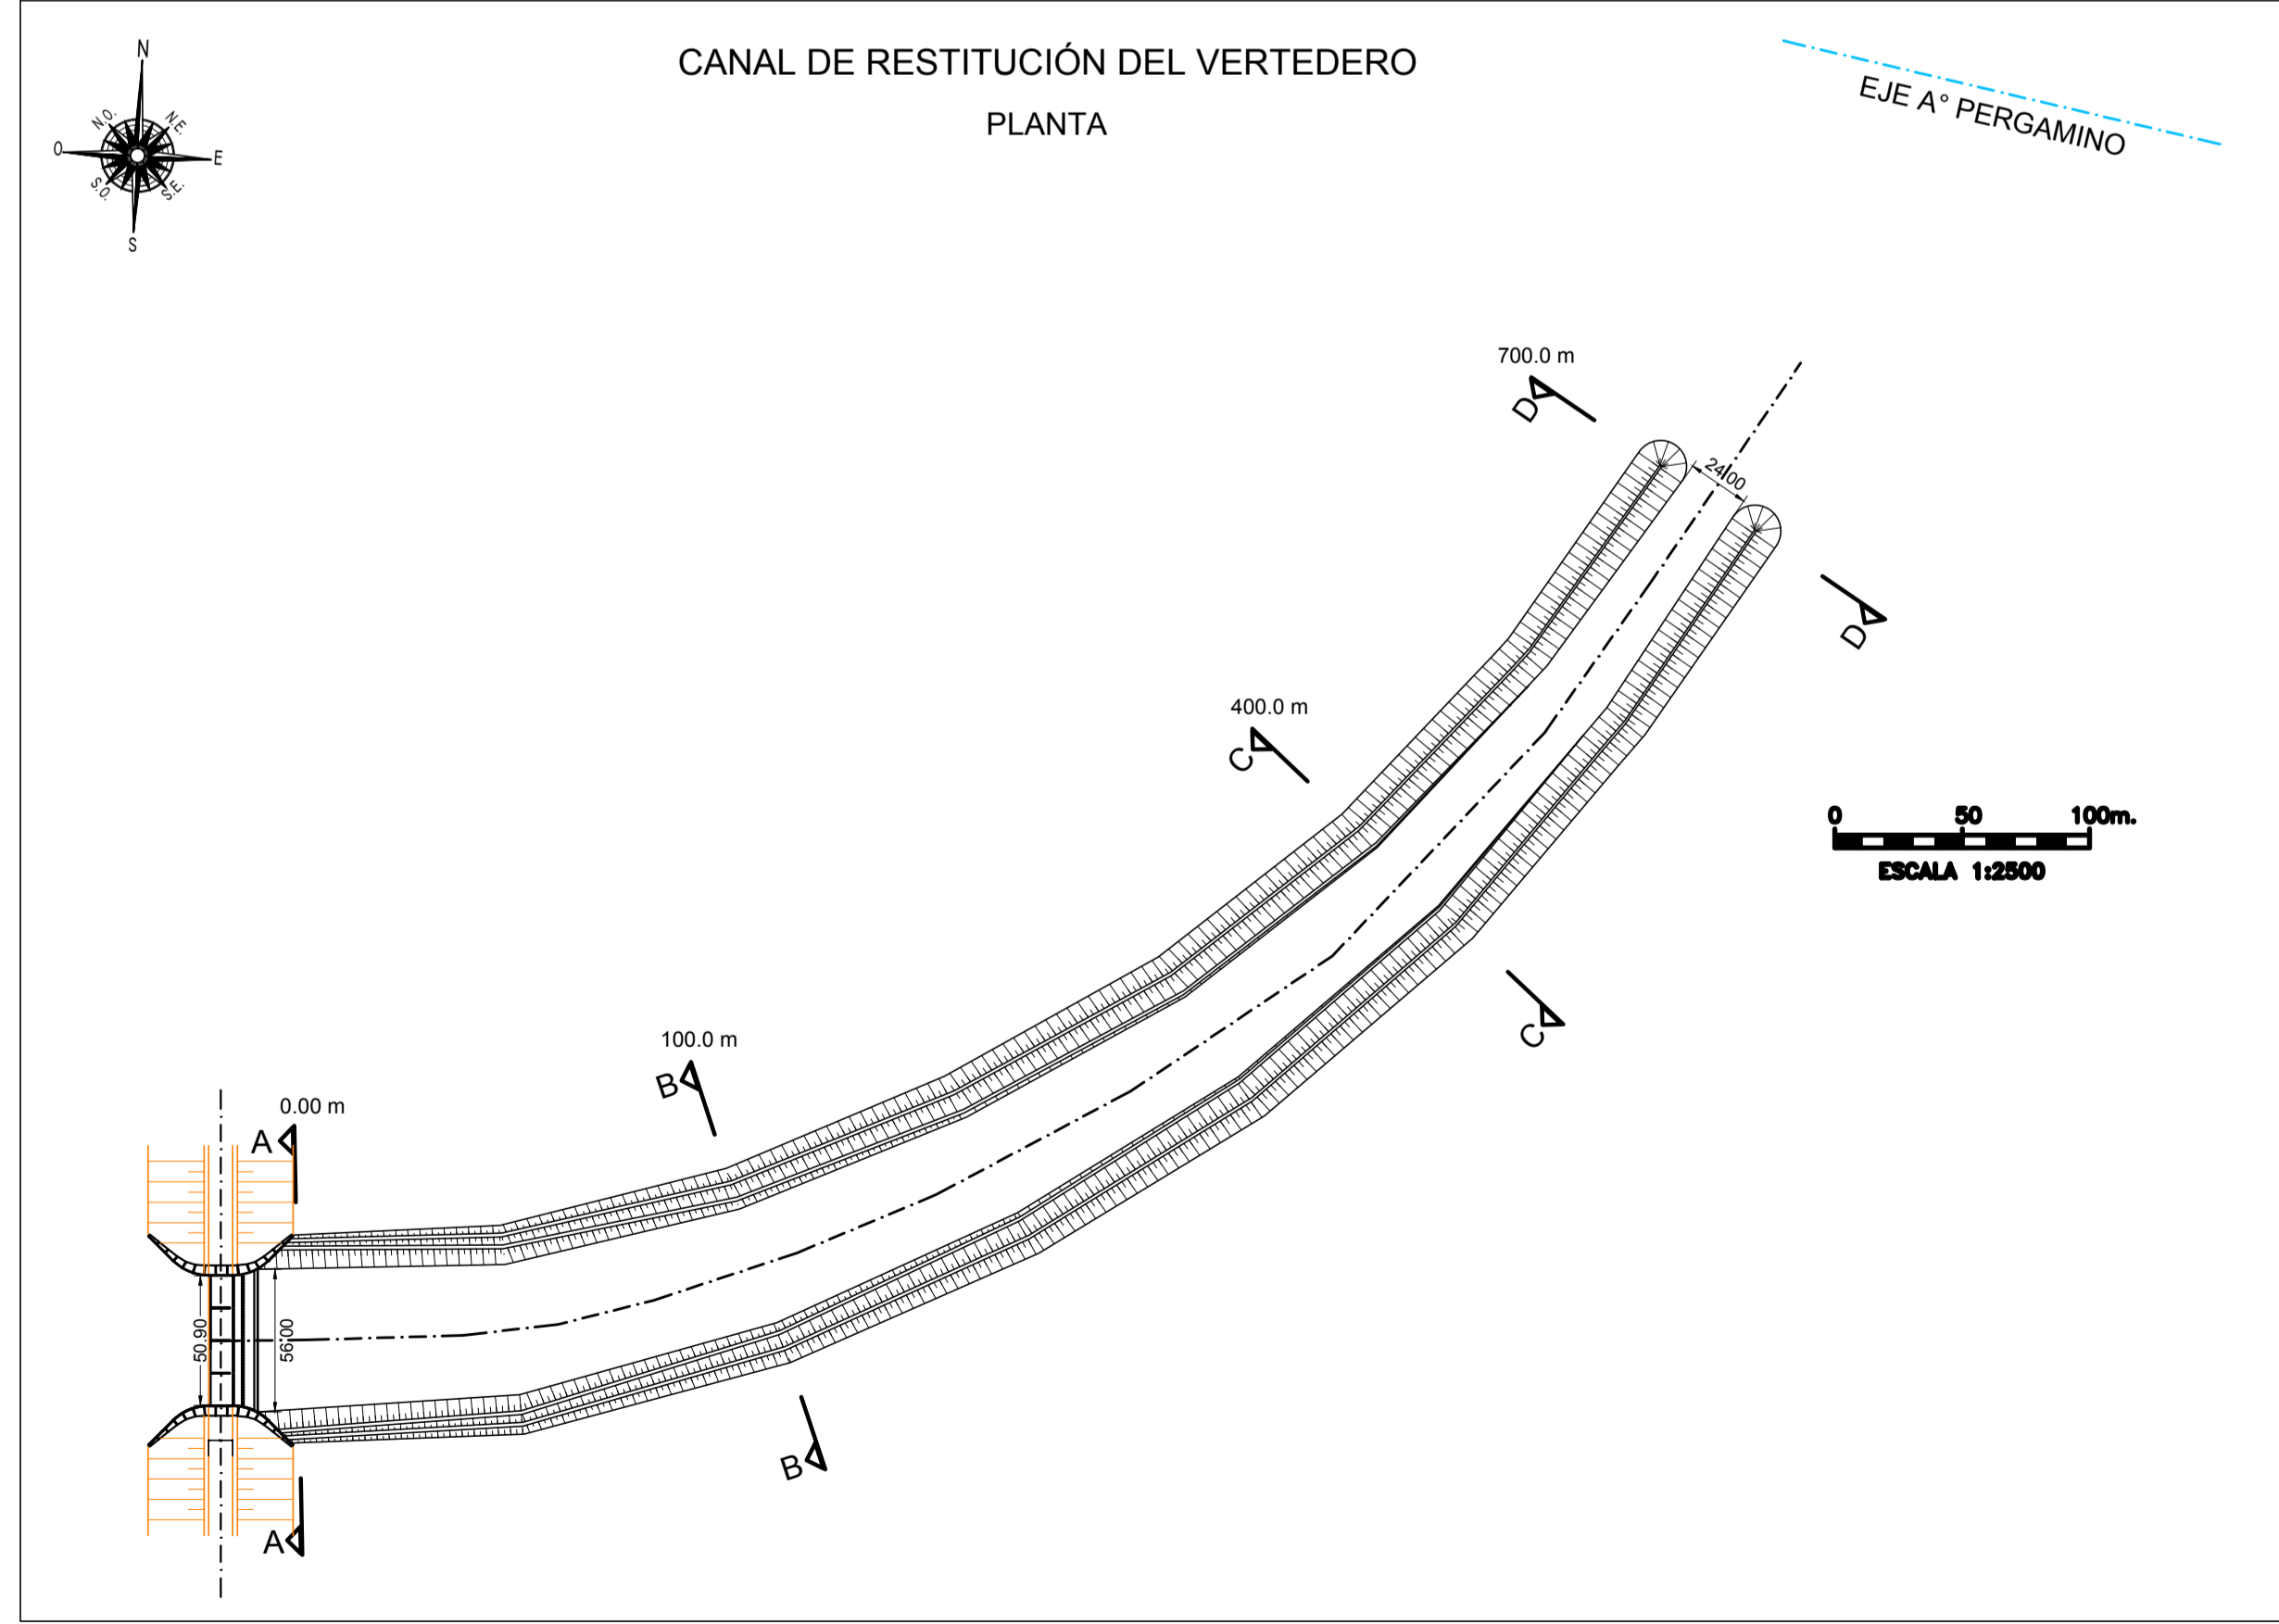 CANAL DE RESTITUCIÓN DEL VERTEDERO
PLANTA
N
N.O.
N.E.
O
E
S.O.
S.E.
S
EJE A° PERGAMINO
700.0 m
D
24.00
D
400.0 m
C
0 50 100m.
ESCALA 1:2500
C
100.0 m
B
0.00 m
A
50.90
56.00
B
A